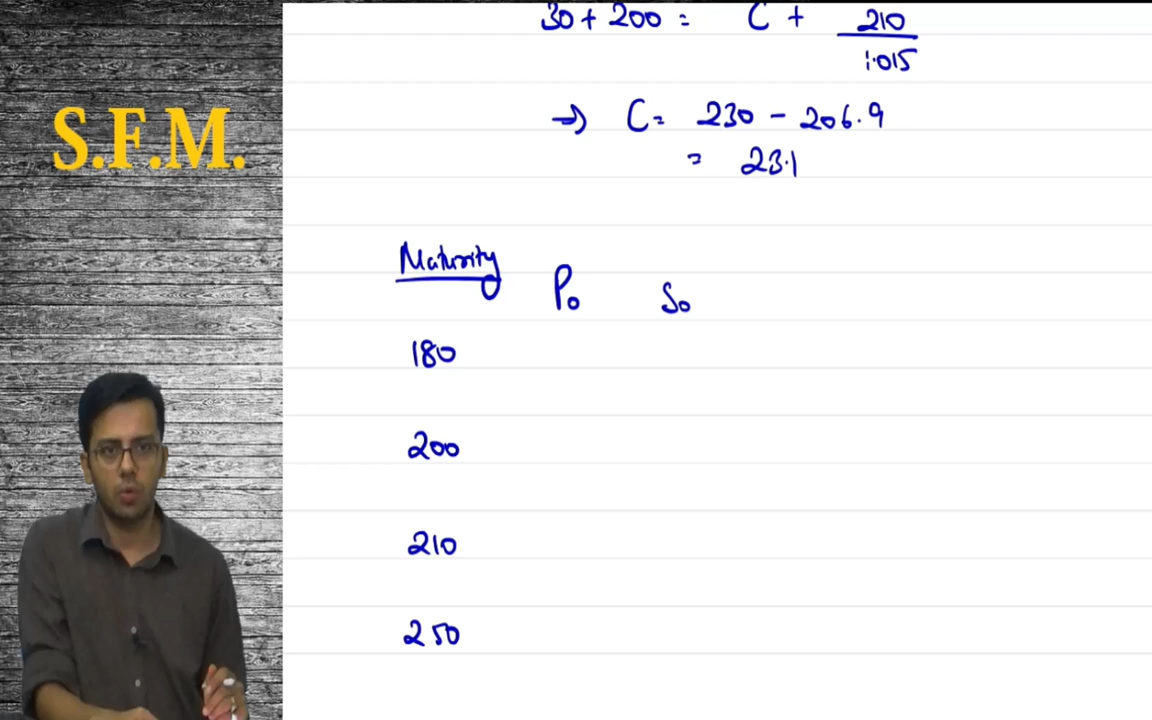 S.F.M.
30 + 200 = C + 210
1.015
⇒ C = 230 - 206.9
= 23.1
Maturity P₀ S₀
180
200
210
250